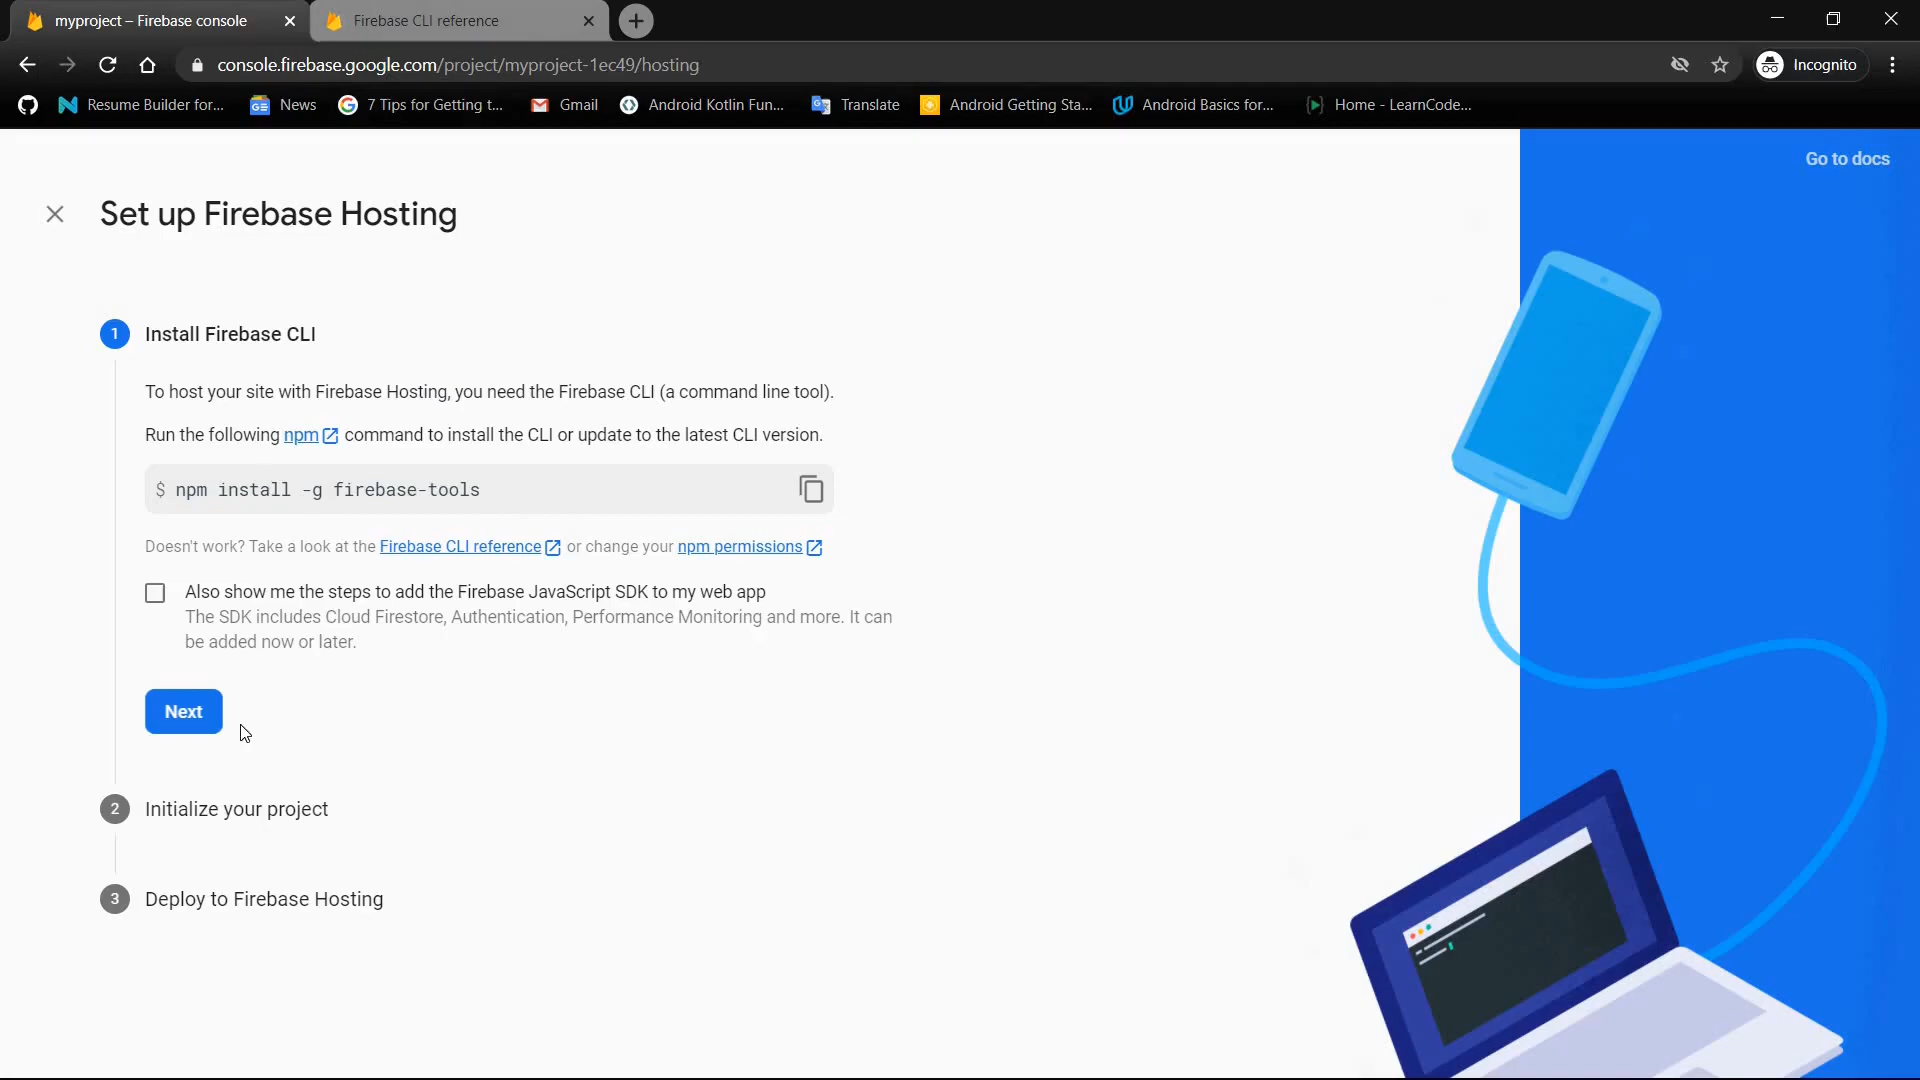 myproject – Firebase console
Firebase CLI reference
console.firebase.google.com/project/myproject-1ec49/hosting
Incognito
Resume Builder for...
News
7 Tips for Getting t...
Gmail
Android Kotlin Fun...
Translate
Android Getting Sta...
Android Basics for...
Home - LearnCode...
Go to docs
Set up Firebase Hosting
1 Install Firebase CLI
To host your site with Firebase Hosting, you need the Firebase CLI (a command line tool).
Run the following npm command to install the CLI or update to the latest CLI version.
$ npm install -g firebase-tools
Doesn't work? Take a look at the Firebase CLI reference or change your npm permissions
Also show me the steps to add the Firebase JavaScript SDK to my web app
The SDK includes Cloud Firestore, Authentication, Performance Monitoring and more. It can
be added now or later.
Next
2 Initialize your project
3 Deploy to Firebase Hosting